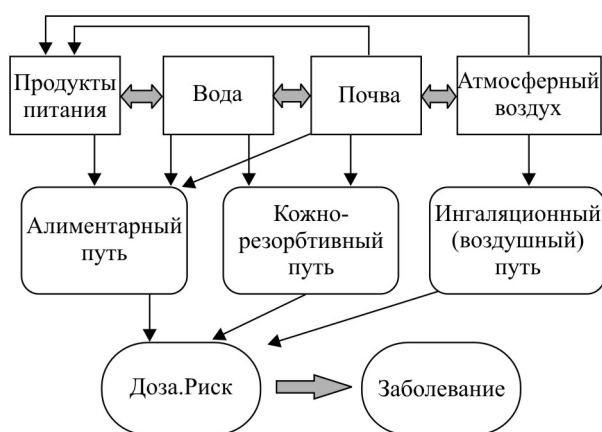 Продукты
питания
Вода
Почва
Атмосферный
воздух
Алиментарный
путь
Кожно-
резорбтивный
путь
Ингаляционный
(воздушный)
путь
Доза.Риск
Заболевание